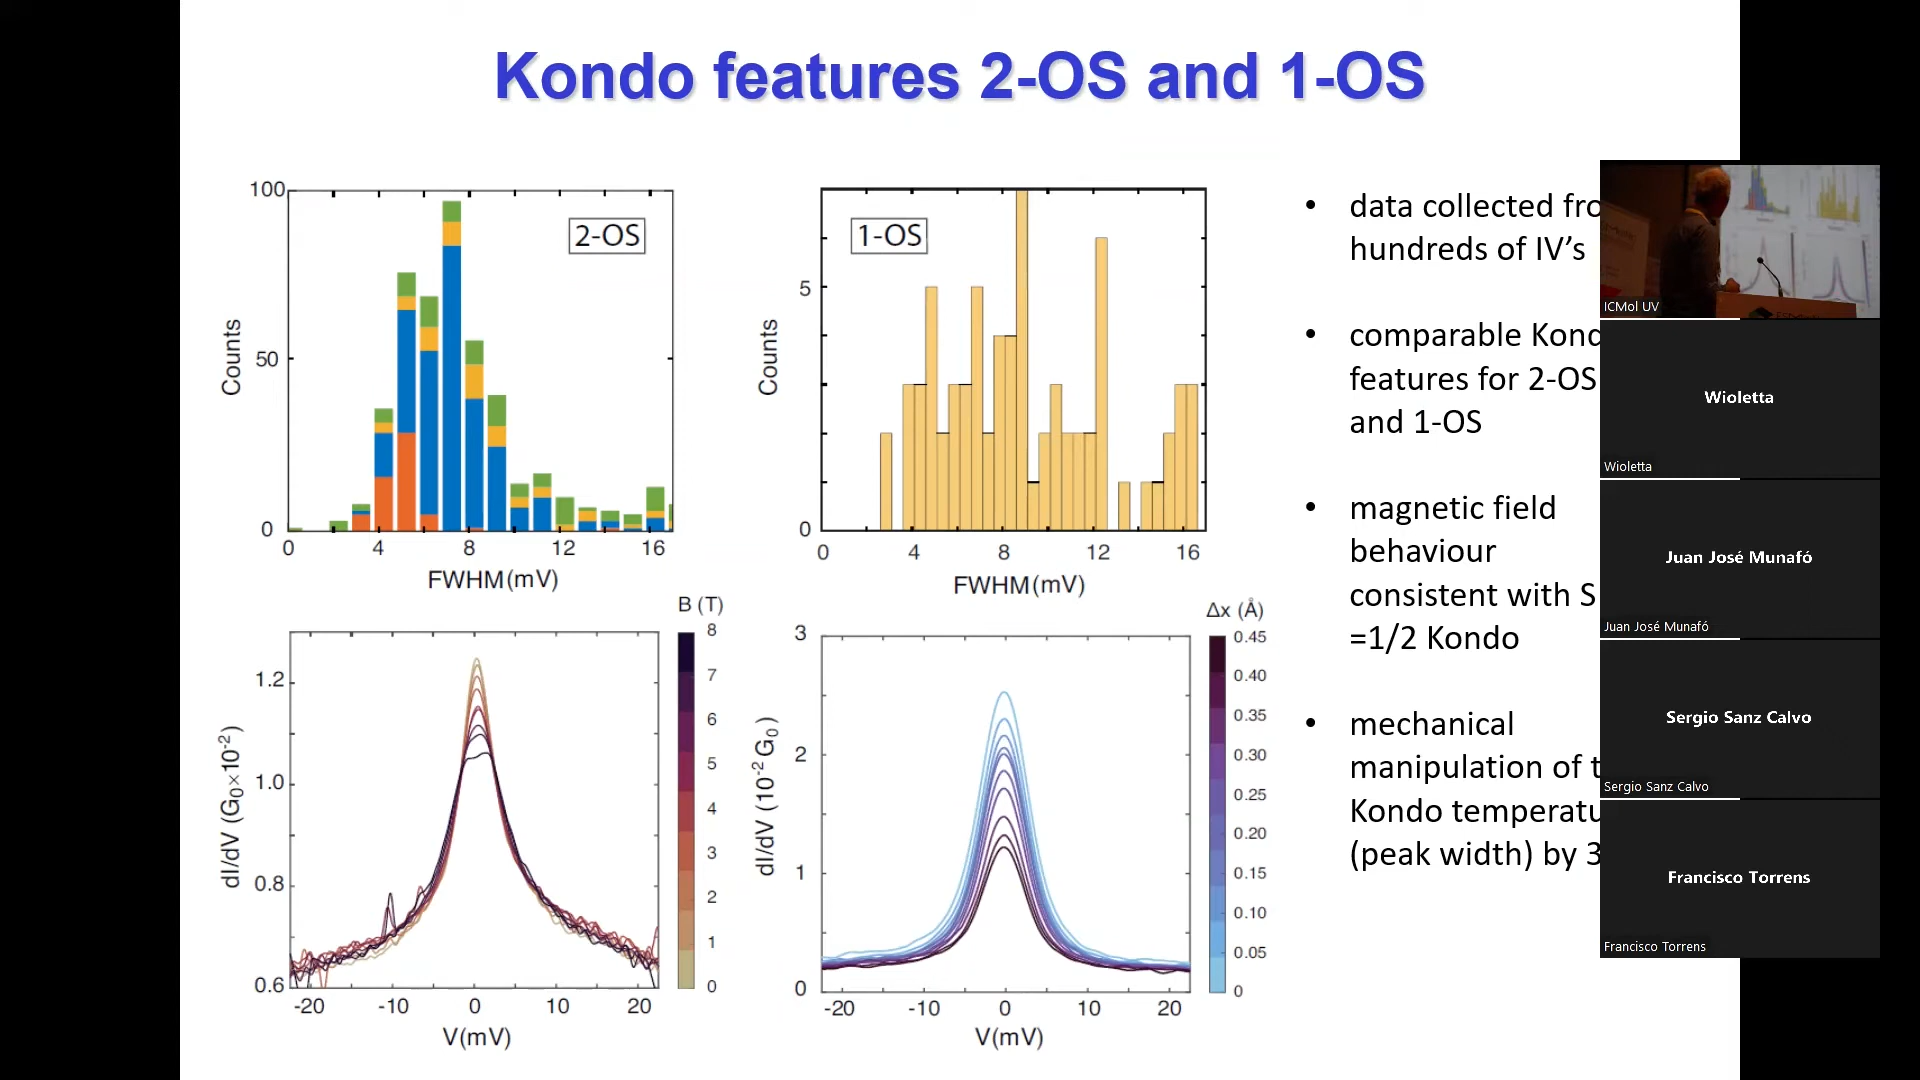 Kondo features 2-OS and 1-OS
100
50
0
Counts
2-OS
0 4 8 12 16
FWHM(mV)
5
0
Counts
1-OS
0 4 8 12 16
FWHM(mV)
B (T)
8
7
6
5
4
3
2
1
0
1.2
1.0
0.8
0.6
dI/dV (G₀×10⁻²)
-20 -10 0 10 20
V(mV)
Δx (Å)
0.45
0.40
0.35
0.30
0.25
0.20
0.15
0.10
0.05
0
3
2
1
0
dI/dV (10⁻² G₀)
-20 -10 0 10 20
V(mV)
• data collected fro
hundreds of IV’s
• comparable Kond
features for 2-OS
and 1-OS
• magnetic field
behaviour
consistent with S
=1/2 Kondo
• mechanical
manipulation of t
Kondo temperatu
(peak width) by 3
ICMol UV
Wioletta
Wioletta
Juan José Munafó
Juan José Munafó
Sergio Sanz Calvo
Sergio Sanz Calvo
Francisco Torrens
Francisco Torrens